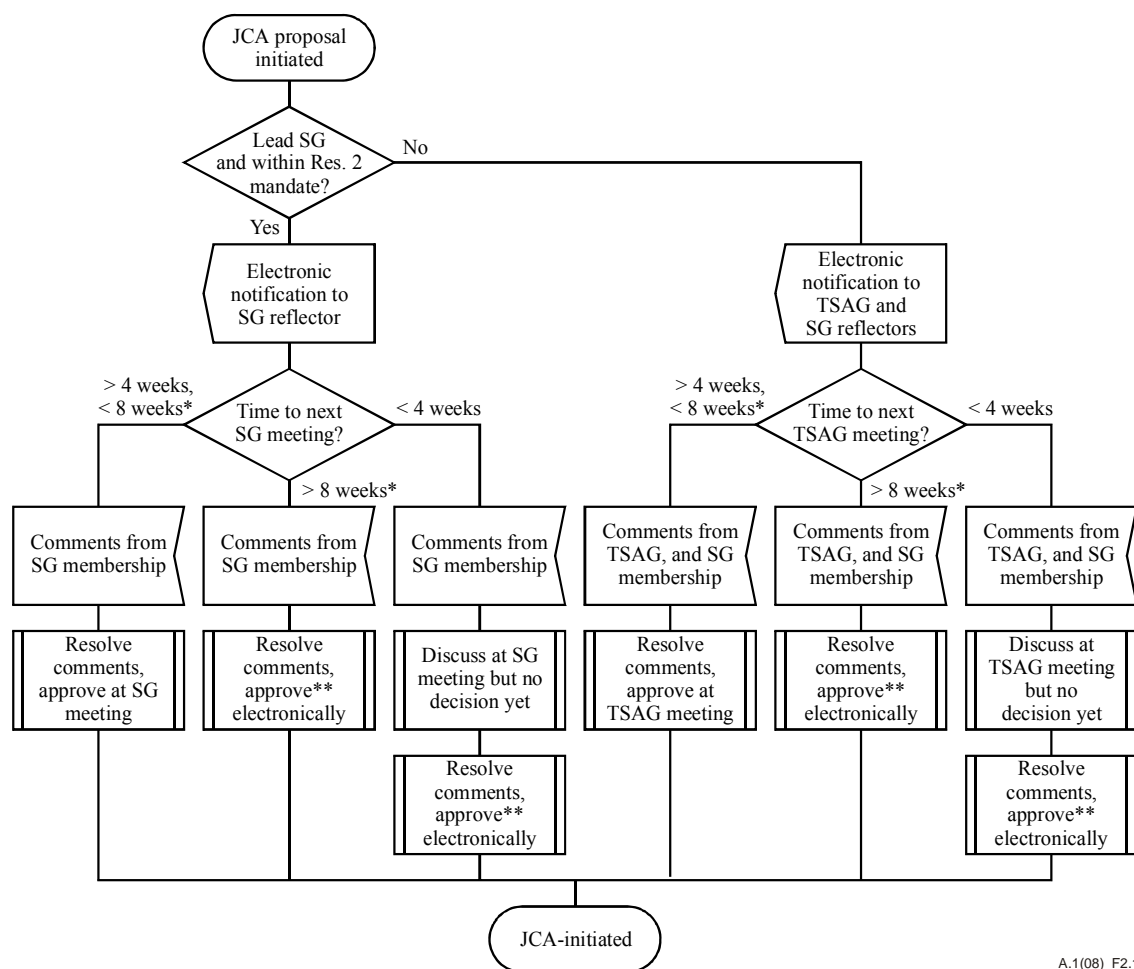 JCA proposal
initiated
Lead SG
and within Res. 2
mandate?
No
Yes
Electronic
notification to
SG reflector
Electronic
notification to
TSAG and
SG reflectors
> 4 weeks,
< 8 weeks*
Time to next
SG meeting?
< 4 weeks
> 8 weeks*
> 4 weeks,
< 8 weeks*
Time to next
TSAG meeting?
< 4 weeks
> 8 weeks*
Comments from
SG membership
Comments from
SG membership
Comments from
SG membership
Comments from
TSAG, and SG
membership
Comments from
TSAG, and SG
membership
Comments from
TSAG, and SG
membership
Resolve
comments,
approve at SG
meeting
Resolve
comments,
approve**
electronically
Discuss at SG
meeting but no
decision yet
Resolve
comments,
approve at
TSAG meeting
Resolve
comments,
approve**
electronically
Discuss at
TSAG meeting
but no
decision yet
Resolve
comments,
approve**
electronically
Resolve
comments,
approve**
electronically
JCA-initiated